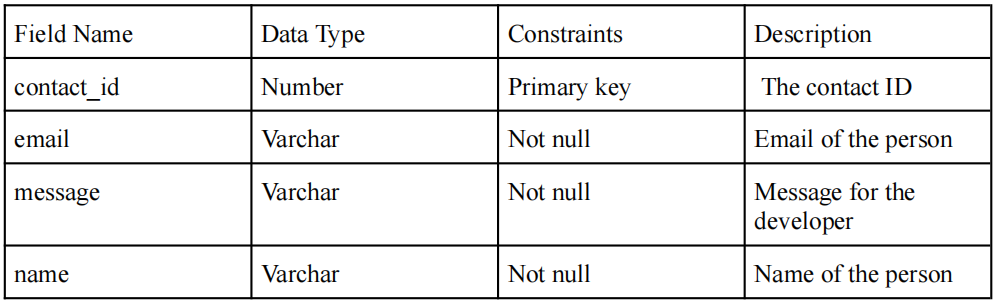 Field Name Data Type Constraints Description
contact_id Number Primary key The contact ID
email Varchar Not null Email of the person
message Varchar Not null Message for the
developer
name Varchar Not null Name of the person